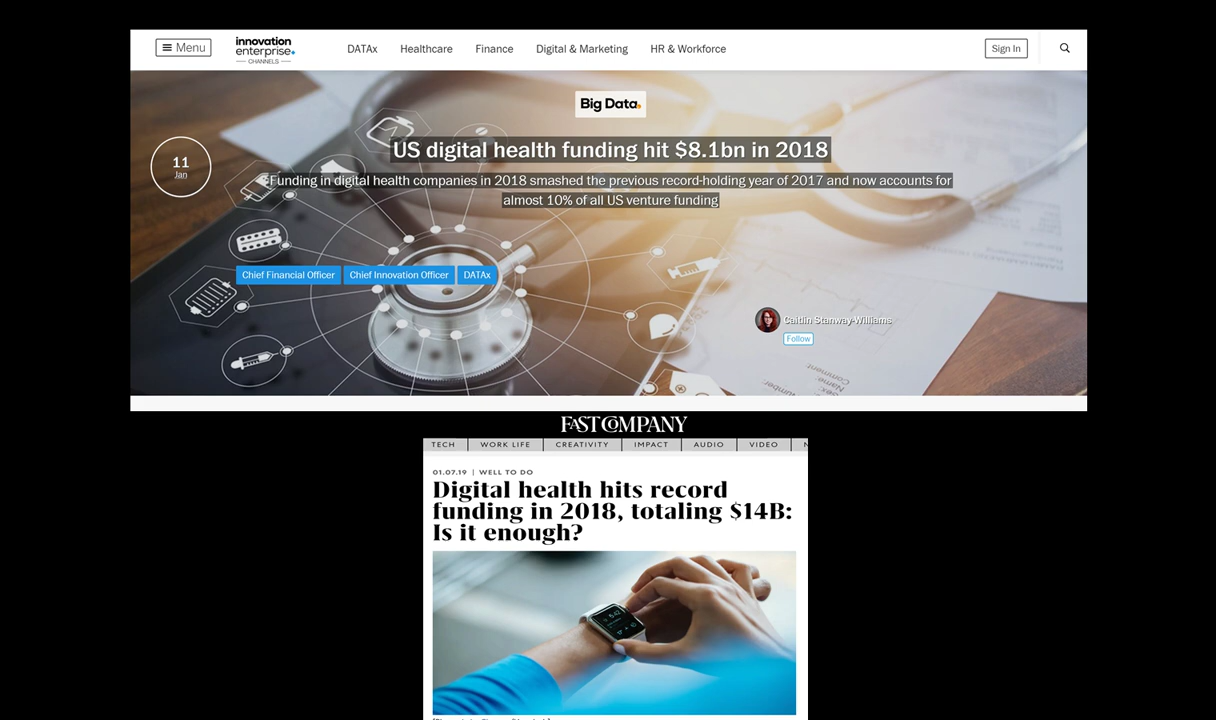 Menu
innovation
enterprise.
CHANNELS
DATAx
Healthcare
Finance
Digital & Marketing
HR & Workforce
Sign In
Big Data.
11
Jan
US digital health funding hit $8.1bn in 2018
Funding in digital health companies in 2018 smashed the previous record-holding year of 2017 and now accounts for
almost 10% of all US venture funding
Chief Financial Officer
Chief Innovation Officer
DATAx
Caitlin Stanway-Williams
Follow
Comment:
FAST COMPANY
TECH
WORK LIFE
CREATIVITY
IMPACT
AUDIO
VIDEO
01.07.19 | WELL TO DO
Digital health hits record
funding in 2018, totaling $14B:
Is it enough?